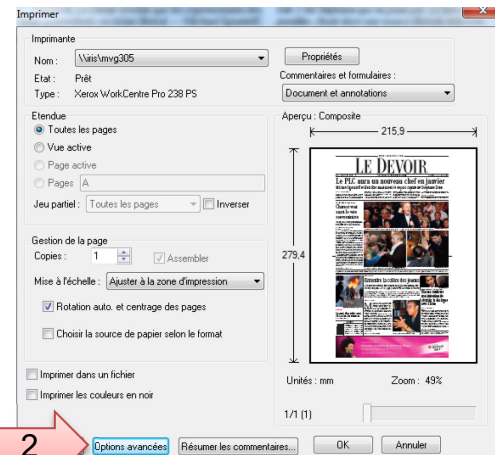 Imprimer
Imprimante
Nom : \\iris\mvg305
Propriétés
Etat : Prêt
Commentaires et formulaires :
Type : Xerox WorkCentre Pro 238 PS
Document et annotations
Etendue
Toutes les pages
Vue active
Page active
Pages A
Jeu partiel : Toutes les pages Inverser
Gestion de la page
Copies : 1 Assembler
Mise à l'échelle : Ajuster à la zone d'impression
Rotation auto. et centrage des pages
Choisir la source de papier selon le format
Imprimer dans un fichier
Imprimer les couleurs en noir
Aperçu : Composite
215,9
279,4
LE DEVOIR
Le PLC aura un nouveau chef en janvier
Unités : mm Zoom : 49%
1/1 (1)
2
Options avancées Résumer les commentaires... OK Annuler